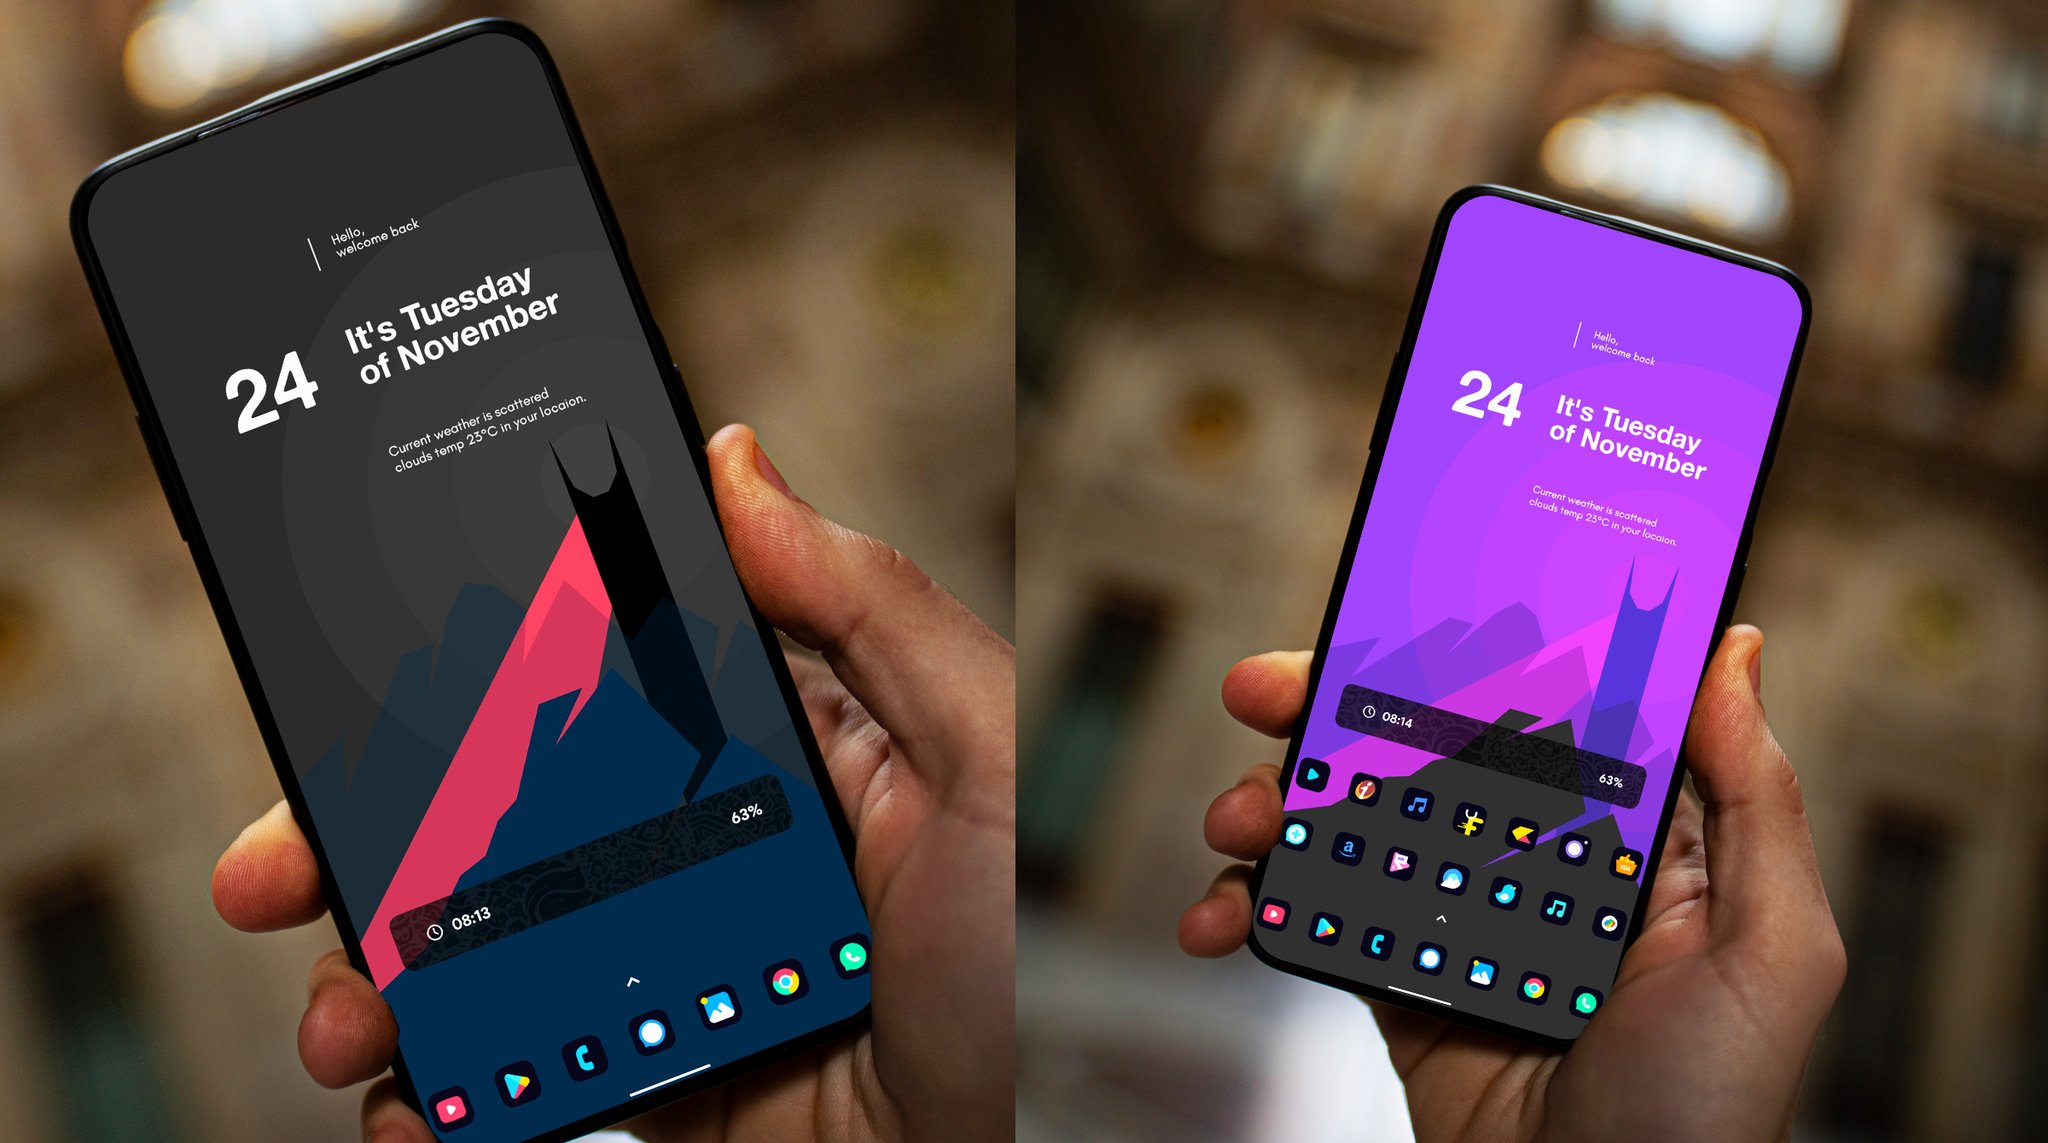 Hello,
welcome back
24
It's Tuesday
of November
Current weather is scattered
clouds temp 23°C in your locaion.
08:13
63%
Hello,
welcome back
24
It's Tuesday
of November
Current weather is scattered
clouds temp 23°C in your locaion.
08:14
63%
a